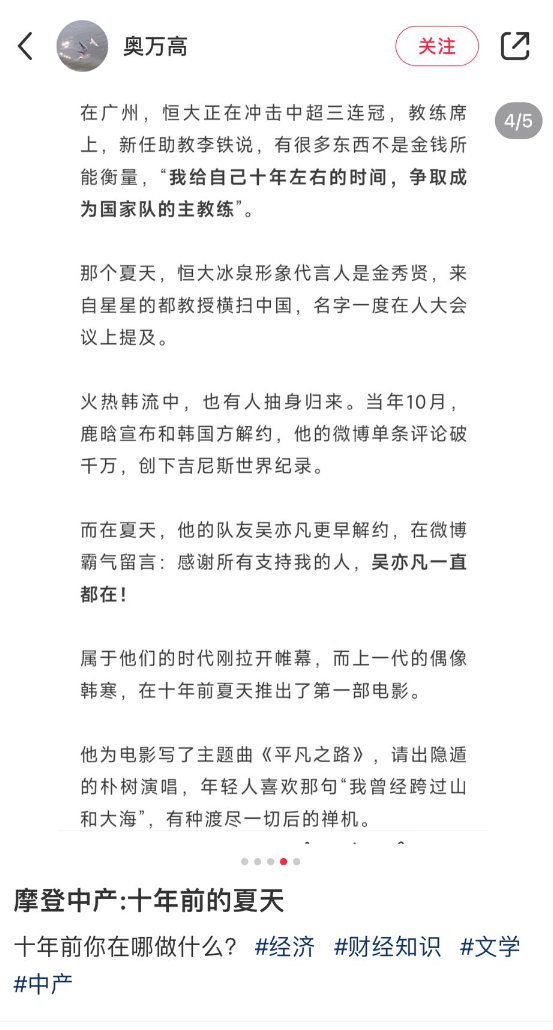 奥万高
关注
4/5
在广州，恒大正在冲击中超三连冠，教练席
上，新任助教李铁说，有很多东西不是金钱所
能衡量，“我给自己十年左右的时间，争取成
为国家队的主教练”。
那个夏天，恒大冰泉形象代言人是金秀贤，来
自星星的都教授横扫中国，名字一度在人大会
议上提及。
火热韩流中，也有人抽身归来。当年10月，
鹿晗宣布和韩国方解约，他的微博单条评论破
千万，创下吉尼斯世界纪录。
而在夏天，他的队友吴亦凡更早解约，在微博
霸气留言：感谢所有支持我的人，吴亦凡一直
都在！
属于他们的时代刚拉开帷幕，而上一代的偶像
韩寒，在十年前夏天推出了第一部电影。
他为电影写了主题曲《平凡之路》，请出隐遁
的朴树演唱，年轻人喜欢那句“我曾经跨过山
和大海”，有种渡尽一切后的禅机。
摩登中产:十年前的夏天
十年前你在哪做什么？ #经济 #财经知识 #文学
#中产